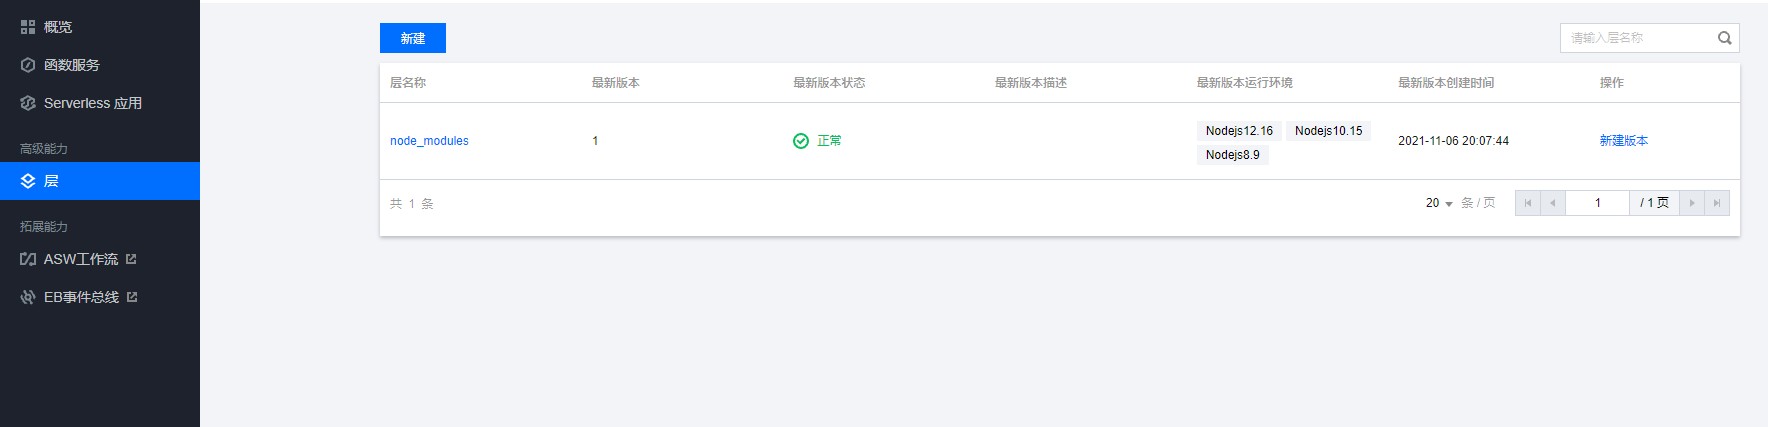 概览
函数服务
Serverless 应用
高级能力
层
拓展能力
ASW工作流
EB事件总线
新建
请输入层名称
层名称 最新版本 最新版本状态 最新版本描述 最新版本运行环境 最新版本创建时间 操作
node_modules 1 正常 Nodejs12.16 Nodejs10.15 2021-11-06 20:07:44 新建版本
Nodejs8.9
共 1 条 20 条 / 页 1 / 1 页